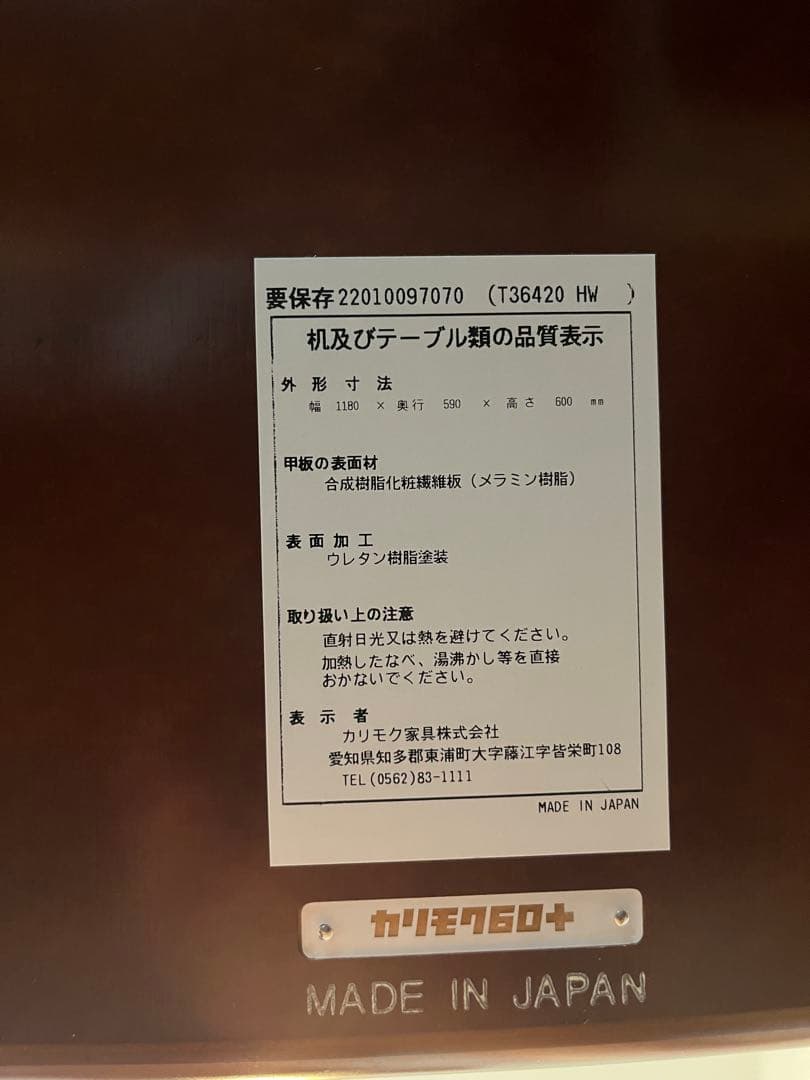 要保存22010097070 (T36420 HW )
机及びテーブル類の品質表示
外形寸法
幅 1180 × 奥行 590 × 高さ 600 mm
甲板の表面材
合成樹脂化粧繊維板（メラミン樹脂）
表面加工
ウレタン樹脂塗装
取り扱い上の注意
直射日光又は熱を避けてください。
加熱したなべ、湯沸かし等を直接
おかないでください。
表示者
カリモク家具株式会社
愛知県知多郡東浦町大字藤江字皆栄町108
TEL(0562)83-1111
MADE IN JAPAN
カリモク60+
MADE IN JAPAN